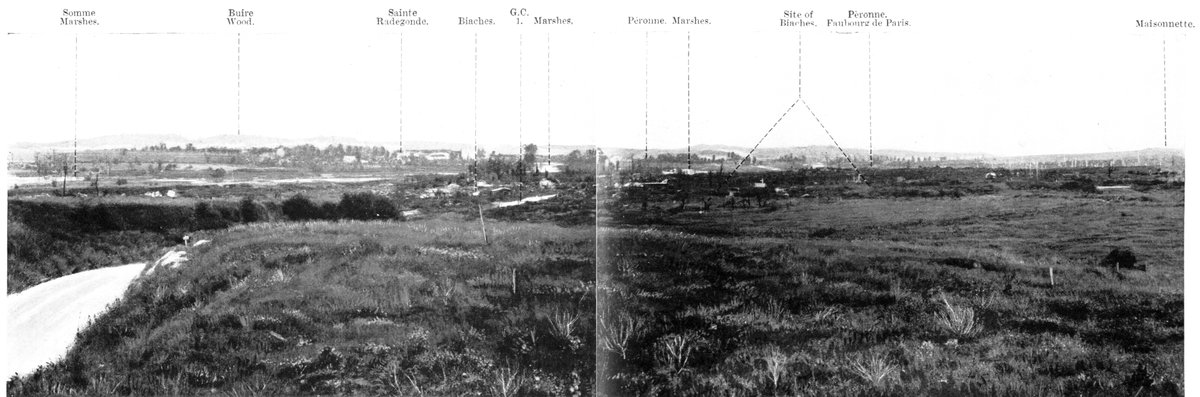 Somme
Marshes.
Buire
Wood.
Sainte
Radegonde.
Biaches.
G.C.
1.
Marshes.
Péronne.
Marshes.
Site of
Biaches.
Péronne.
Faubourg de Paris.
Maisonnette.